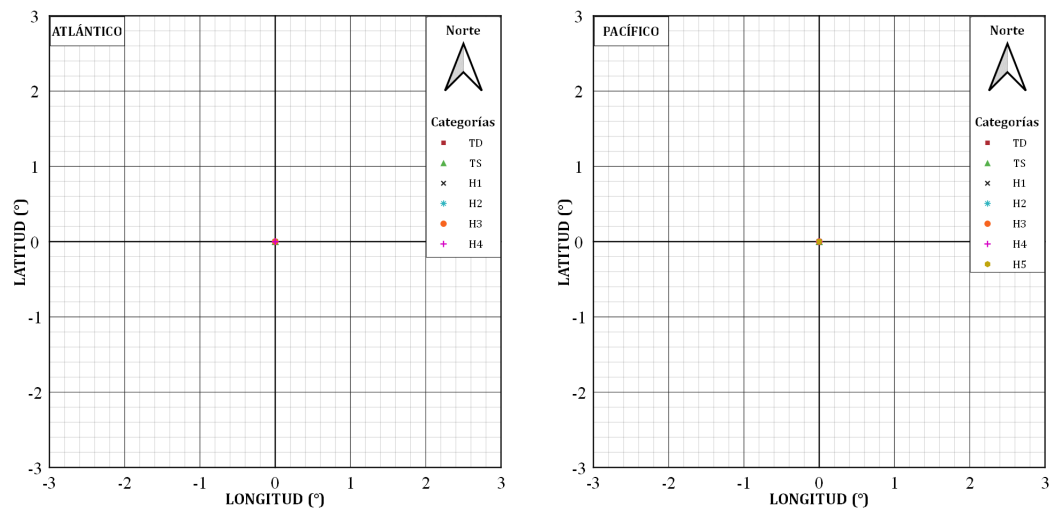 ATLÁNTICO
Norte
Categorías
TD
TS
H1
H2
H3
H4
3
2
1
0
-1
-2
-3
-3
-2
-1
0
1
2
3
LATITUD (°)
LONGITUD (°)
PACÍFICO
Norte
Categorías
TD
TS
H1
H2
H3
H4
H5
3
2
1
0
-1
-2
-3
-3
-2
-1
0
1
2
3
LATITUD (°)
LONGITUD (°)